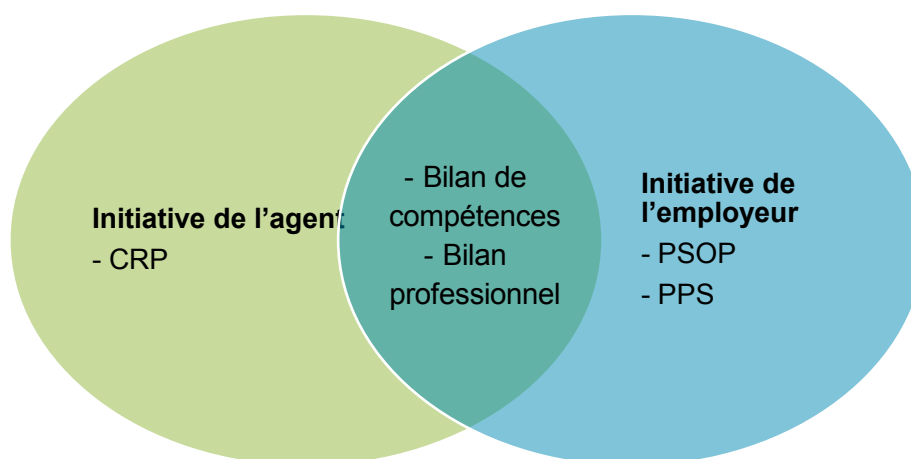 Initiative de l’agent
- CRP
- Bilan de
compétences
- Bilan
professionnel
Initiative de
l’employeur
- PSOP
- PPS